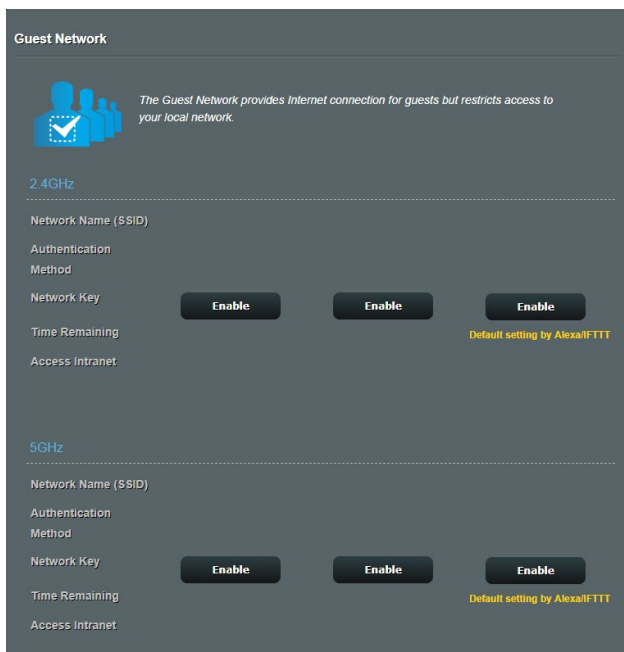 Guest Network
The Guest Network provides Internet connection for guests but restricts access to
your local network.
2.4GHz
Network Name (SSID)
Authentication
Method
Network Key
Enable
Enable
Enable
Time Remaining
Default setting by Alexa/IFTTT
Access Intranet
5GHz
Network Name (SSID)
Authentication
Method
Network Key
Enable
Enable
Enable
Time Remaining
Default setting by Alexa/IFTTT
Access Intranet